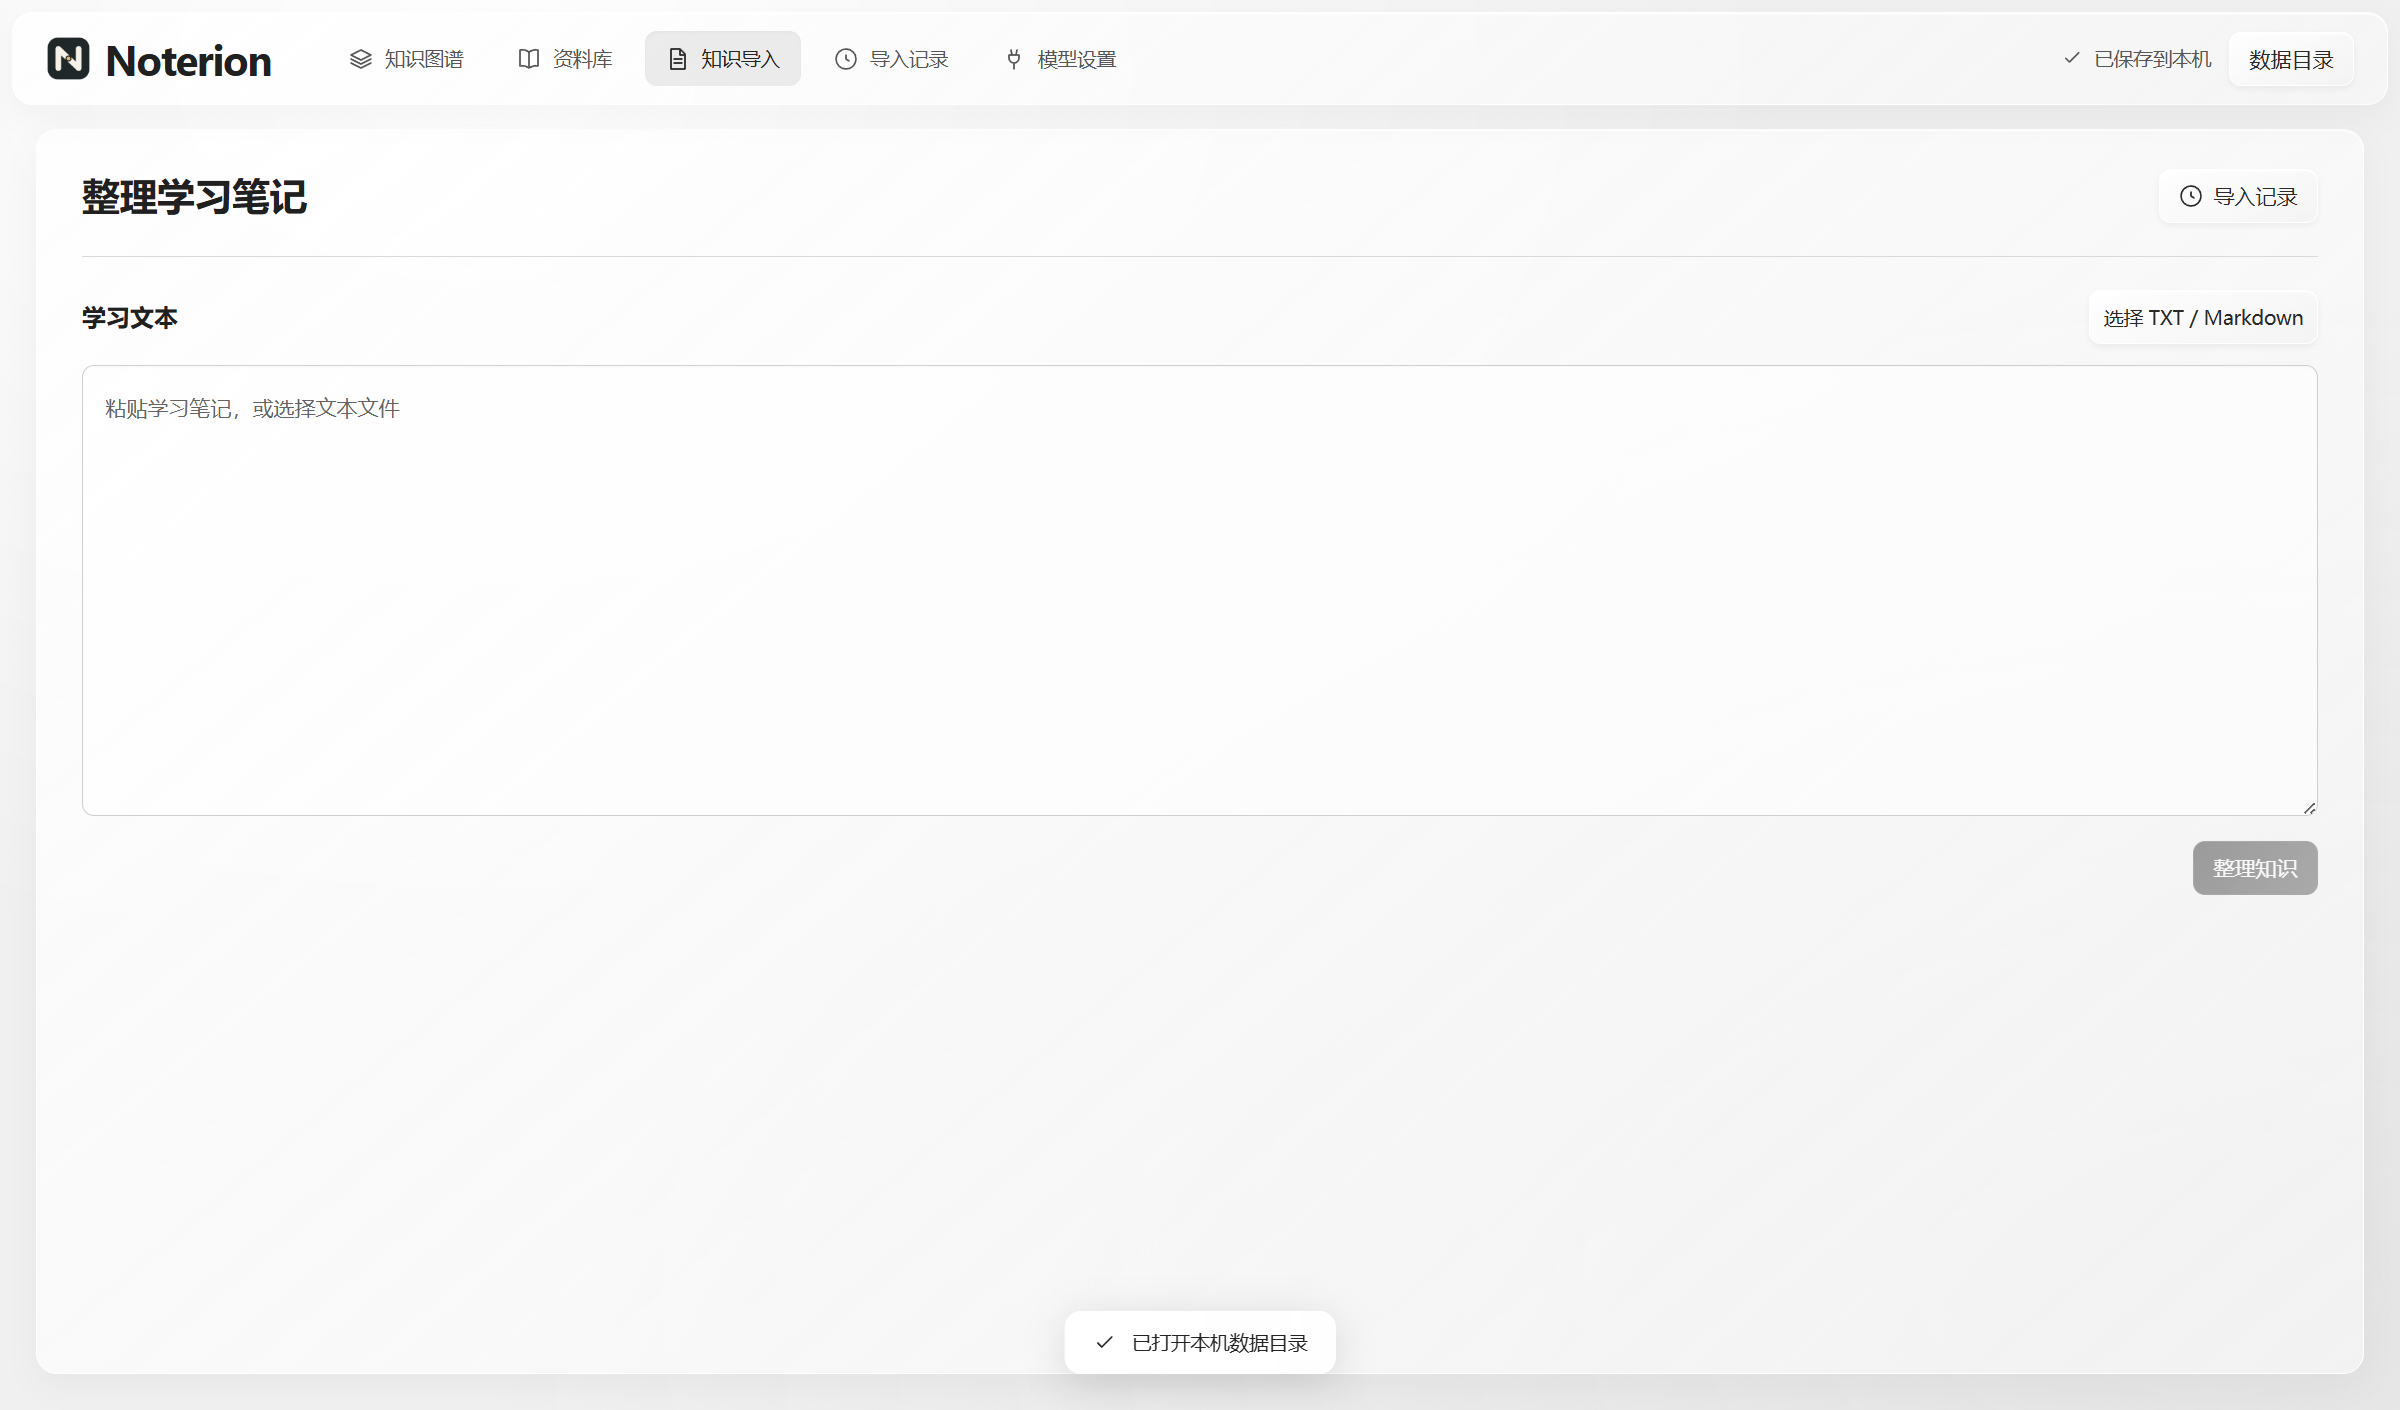 Noterion
知识图谱
资料库
知识导入
导入记录
模型设置
已保存到本机
数据目录
整理学习笔记
导入记录
学习文本
选择 TXT / Markdown
粘贴学习笔记，或选择文本文件
整理知识
已打开本机数据目录